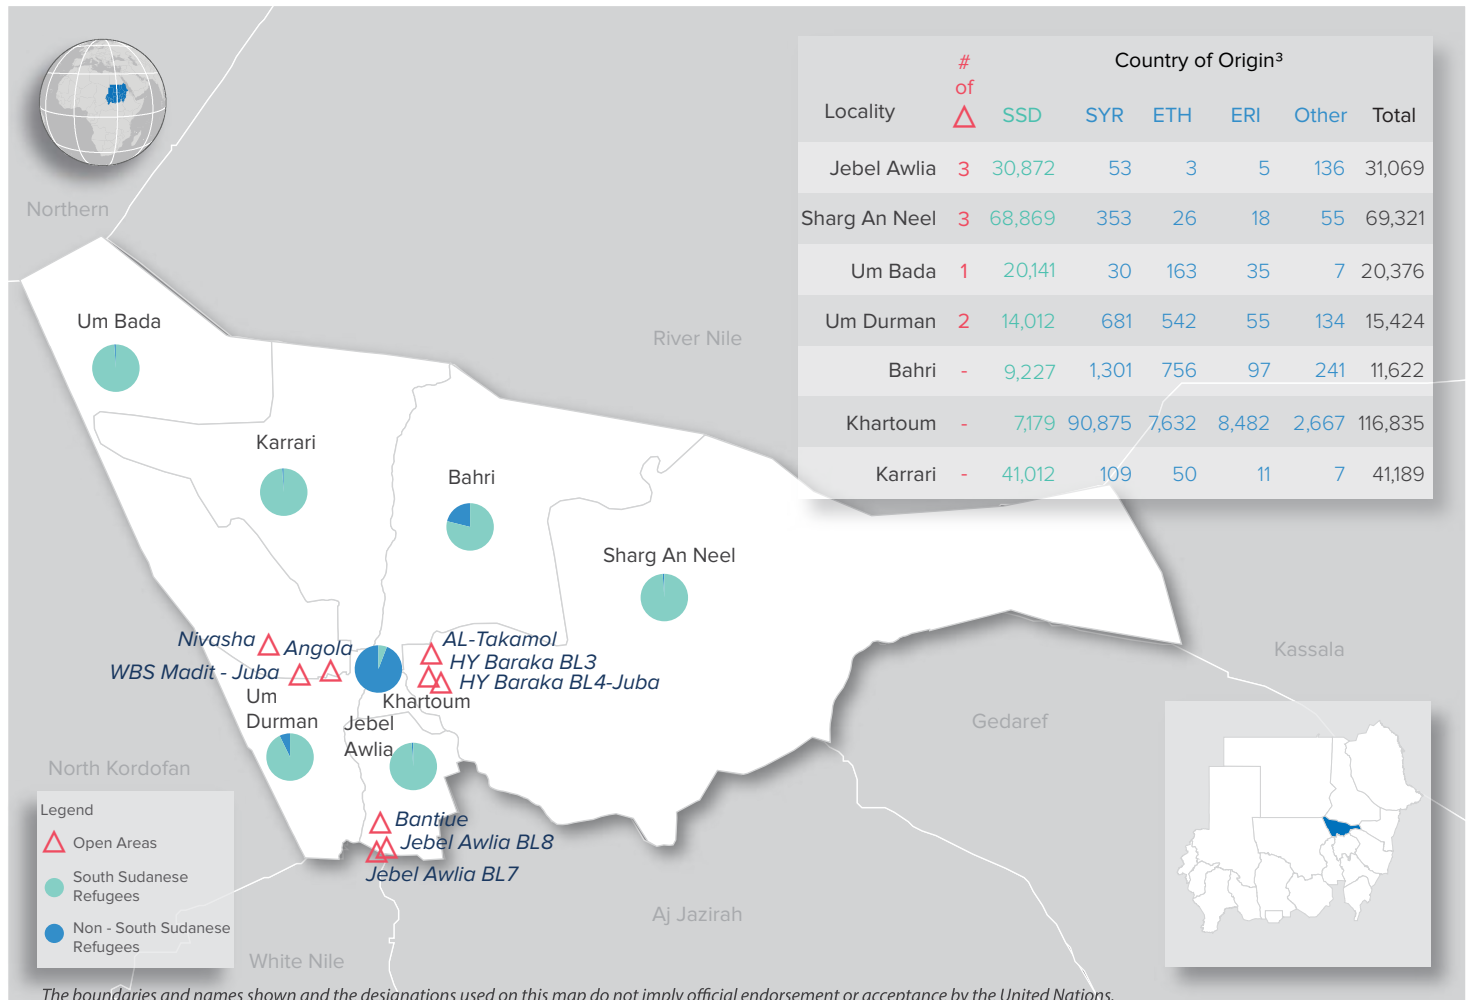 Country of Origin³
# of
Locality SSD SYR ETH ERI Other Total
Jebel Awlia 3 30,872 53 3 5 136 31,069
Sharg An Neel 3 68,869 353 26 18 55 69,321
Um Bada 1 20,141 30 163 35 7 20,376
Um Durman 2 14,012 681 542 55 134 15,424
Bahri - 9,227 1,301 756 97 241 11,622
Khartoum - 7,179 90,875 7,632 8,482 2,667 116,835
Karrari - 41,012 109 50 11 7 41,189
Northern
Um Bada
River Nile
Karrari
Bahri
Sharg An Neel
Nivasha
Angola
AL-Takamol
WBS Madit - Juba
HY Baraka BL3
HY Baraka BL4-Juba
Um
Durman
Khartoum
Jebel
Awlia
Kassala
Gedaref
North Kordofan
Bantiue
Jebel Awlia BL8
Jebel Awlia BL7
Aj Jazirah
White Nile
Legend
Open Areas
South Sudanese
Refugees
Non - South Sudanese
Refugees
The boundaries and names shown and the designations used on this map do not imply official endorsement or acceptance by the United Nations.